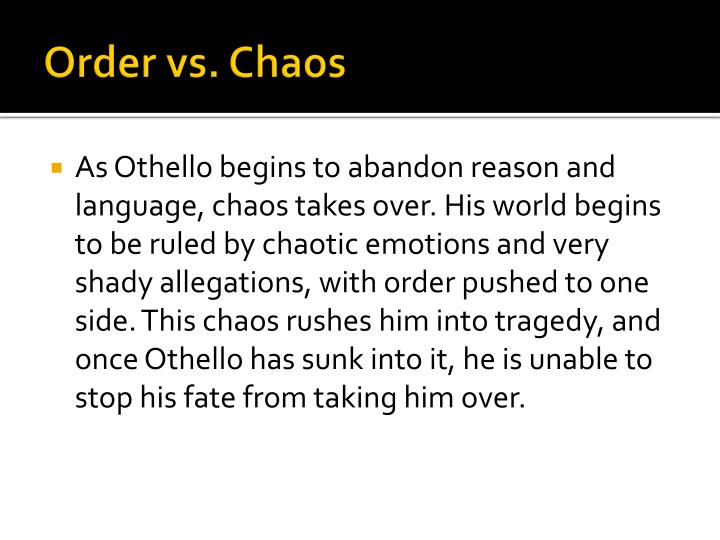 Order vs. Chaos
As Othello begins to abandon reason and
language, chaos takes over. His world begins
to be ruled by chaotic emotions and very
shady allegations, with order pushed to one
side. This chaos rushes him into tragedy, and
once Othello has sunk into it, he is unable to
stop his fate from taking him over.